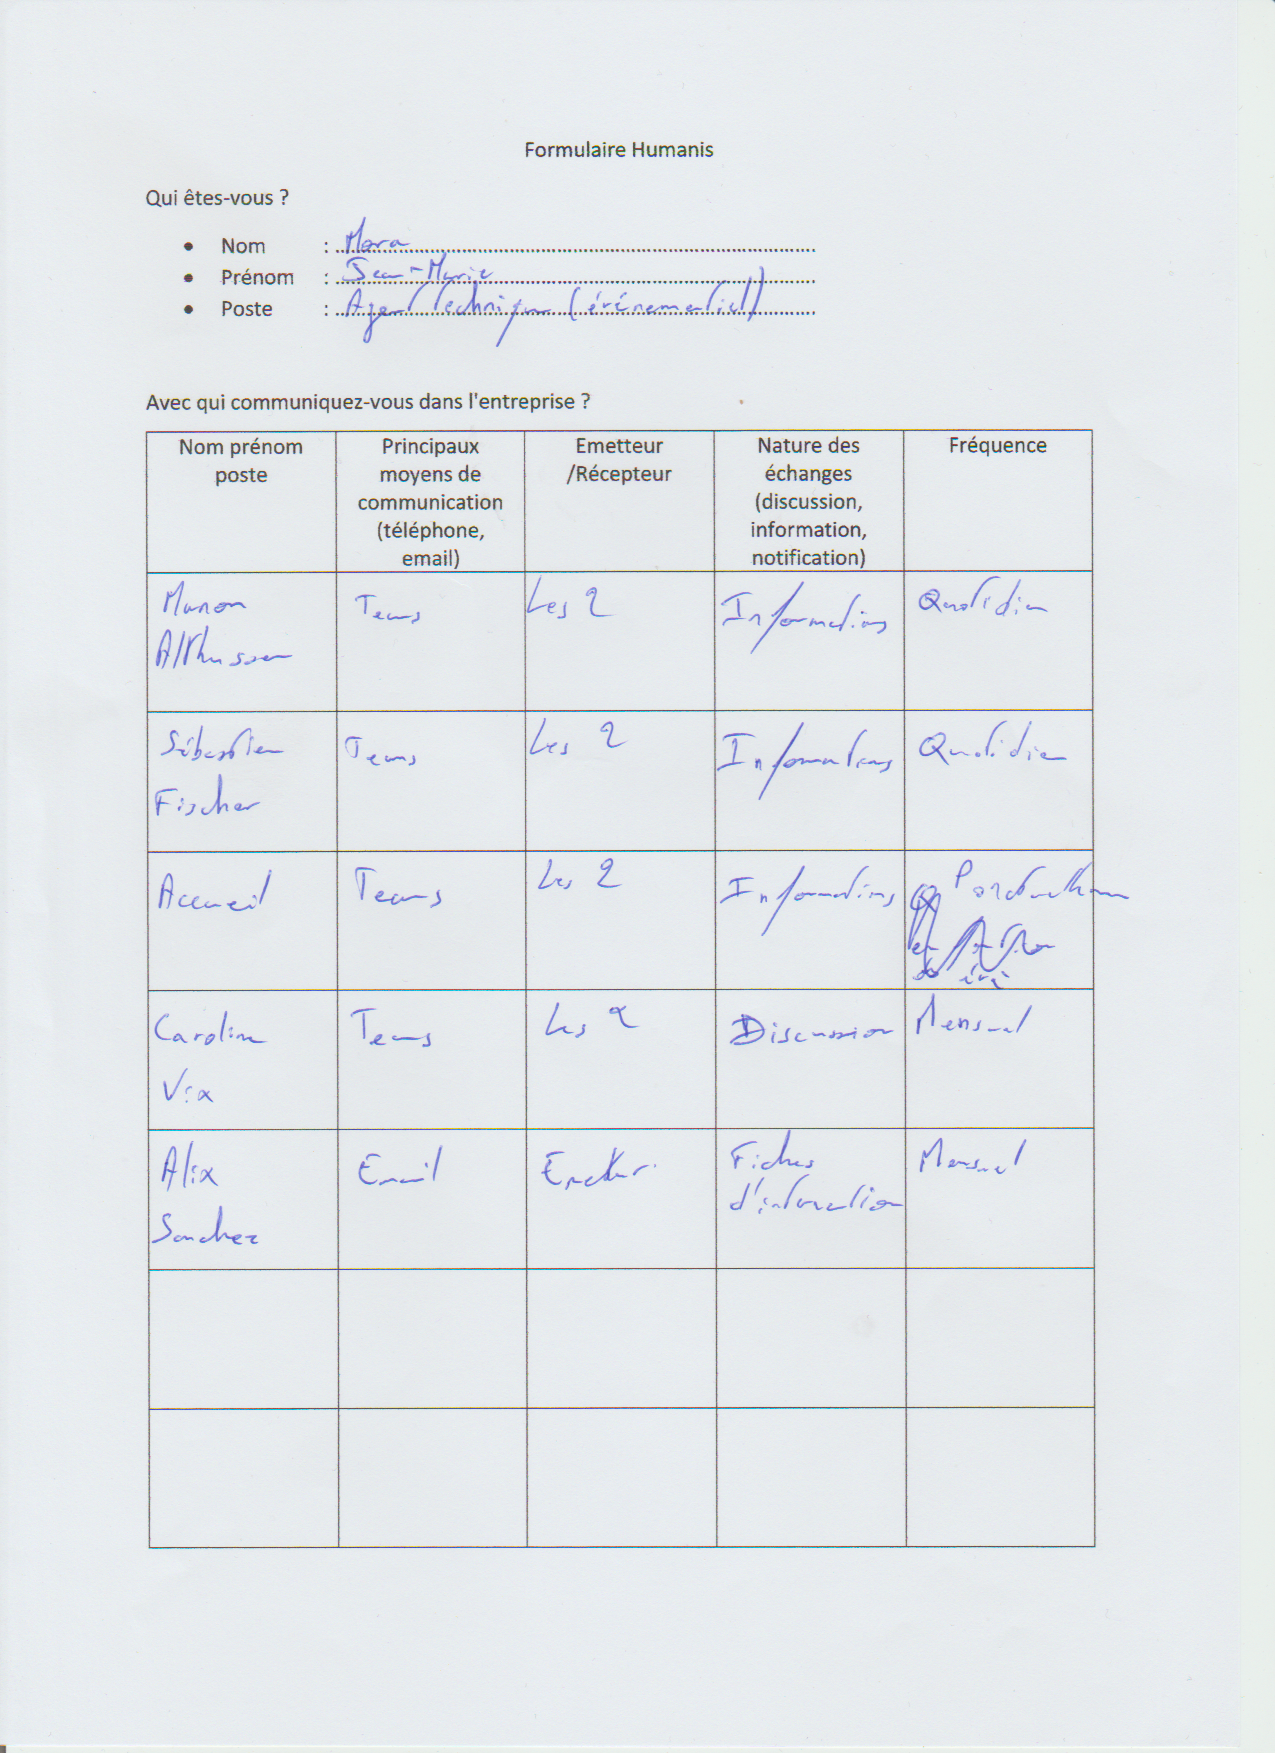 Formulaire Humanis
Qui êtes-vous ?
• Nom : Mora
• Prénom : Jean-Marie
• Poste : Agent technique (événementiel)
Avec qui communiquez-vous dans l'entreprise ?
Nom prénom
poste
Principaux
moyens de
communication
(téléphone,
email)
Emetteur
/Récepteur
Nature des
échanges
(discussion,
information,
notification)
Fréquence
Manon
Althusser
Teams
Les 2
Informations
Quotidien
Sébastien
Fischer
Teams
Les 2
Informations
Quotidien
Accueil
Teams
Les 2
Informations
Caroline
Vix
Teams
Les 2
Discussion
Mensuel
Alix
Sanchez
Email
Emetteur
Fiches
d'information
Mensuel